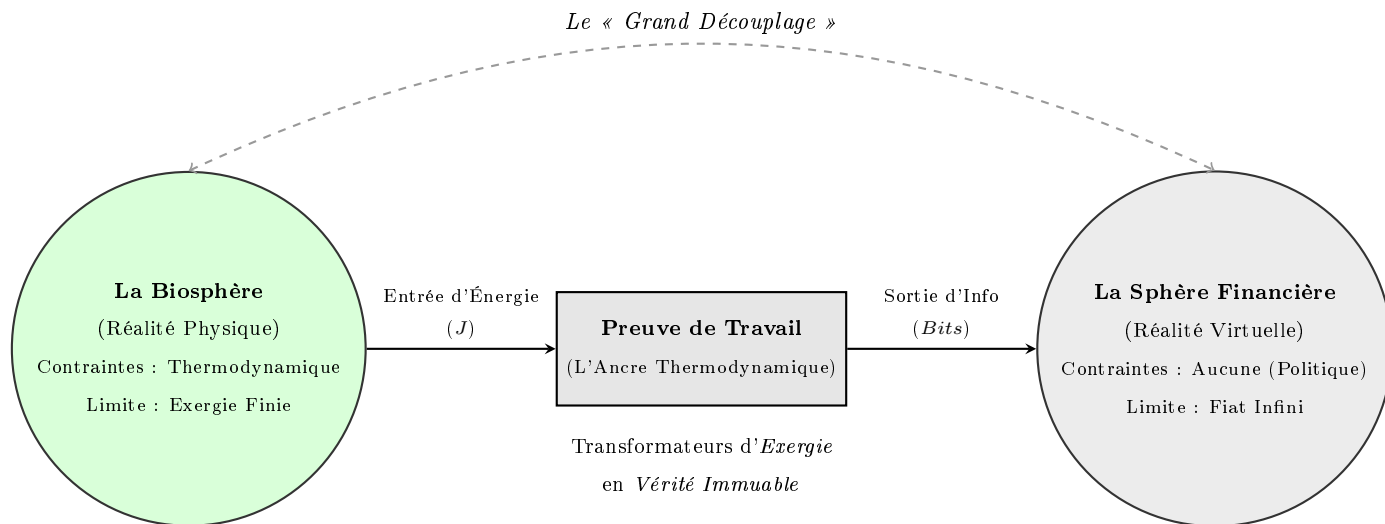 Le « Grand Découplage »
La Biosphère
(Réalité Physique)
Contraintes : Thermodynamique
Limite : Exergie Finie
Entrée d'Énergie
(J)
Preuve de Travail
(L'Ancre Thermodynamique)
Transformateurs d'Exergie
en Vérité Immuable
Sortie d'Info
(Bits)
La Sphère Financière
(Réalité Virtuelle)
Contraintes : Aucune (Politique)
Limite : Fiat Infini